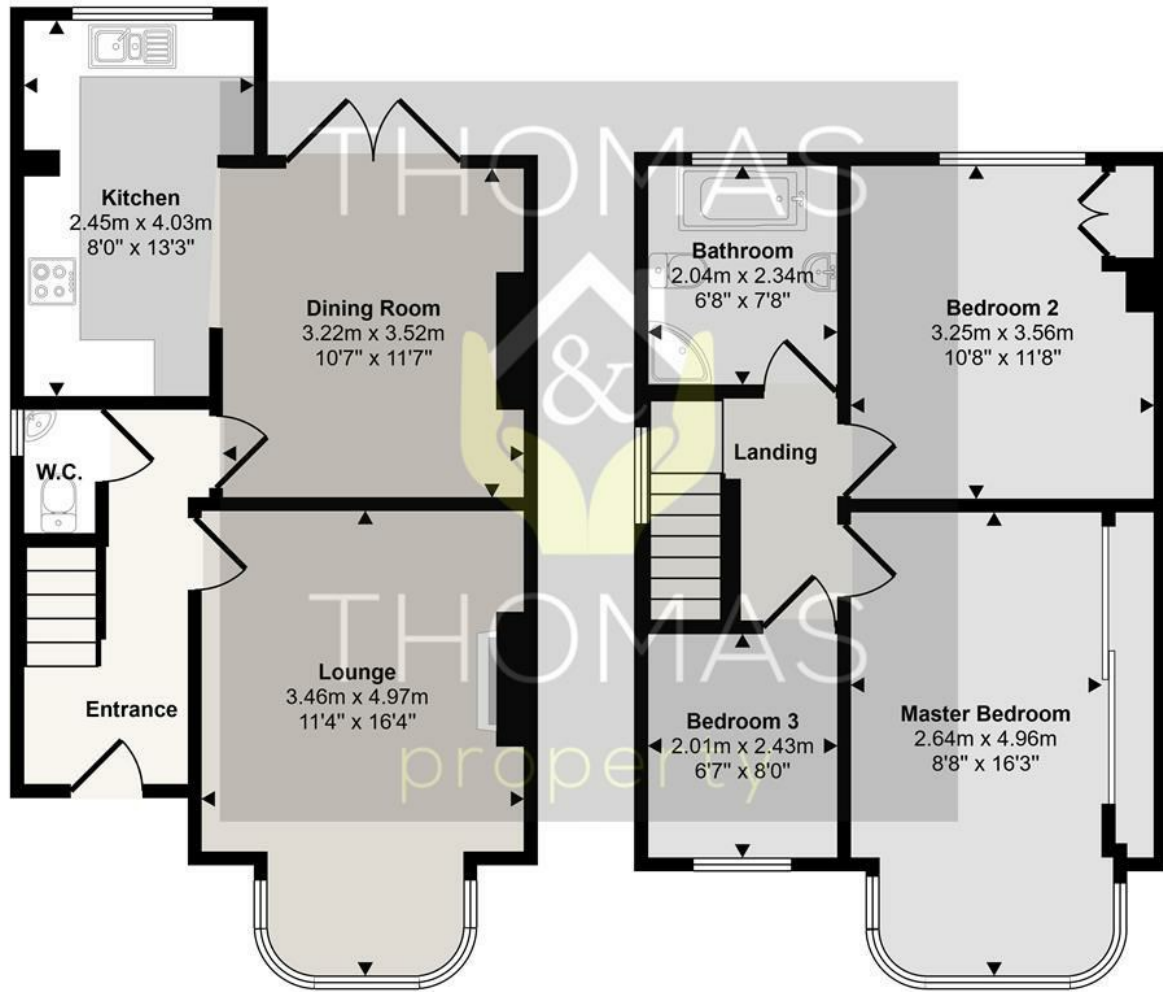 THOMAS
&
THOMAS
property
Kitchen
2.45m x 4.03m
8'0" x 13'3"
Dining Room
3.22m x 3.52m
10'7" x 11'7"
W.C.
Lounge
3.46m x 4.97m
11'4" x 16'4"
Entrance
Bathroom
2.04m x 2.34m
6'8" x 7'8"
Bedroom 2
3.25m x 3.56m
10'8" x 11'8"
Landing
Bedroom 3
2.01m x 2.43m
6'7" x 8'0"
Master Bedroom
2.64m x 4.96m
8'8" x 16'3"